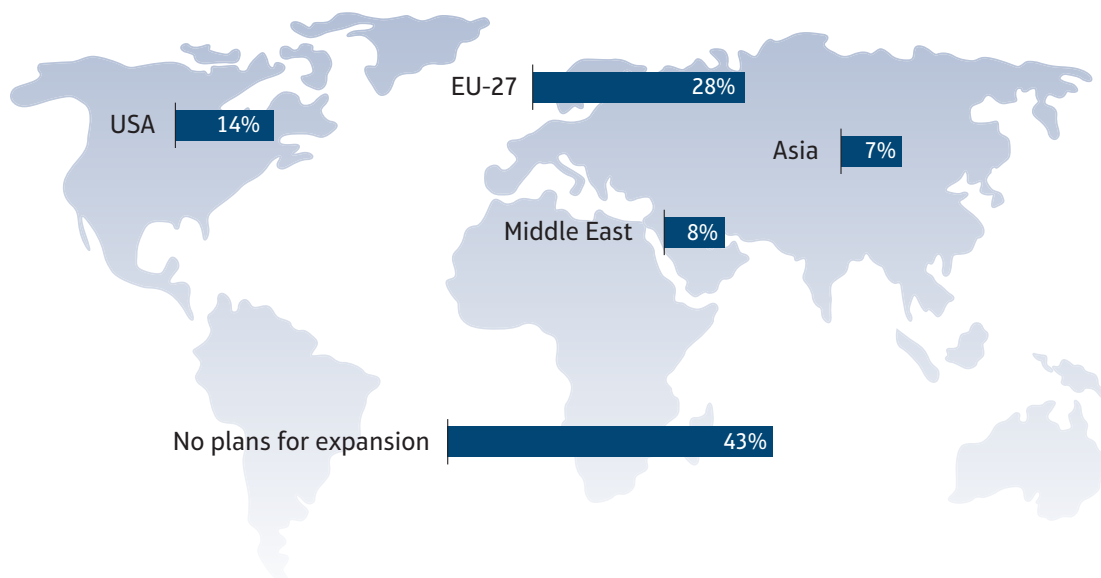 EU-27 28%
USA 14%
Asia 7%
Middle East 8%
No plans for expansion 43%